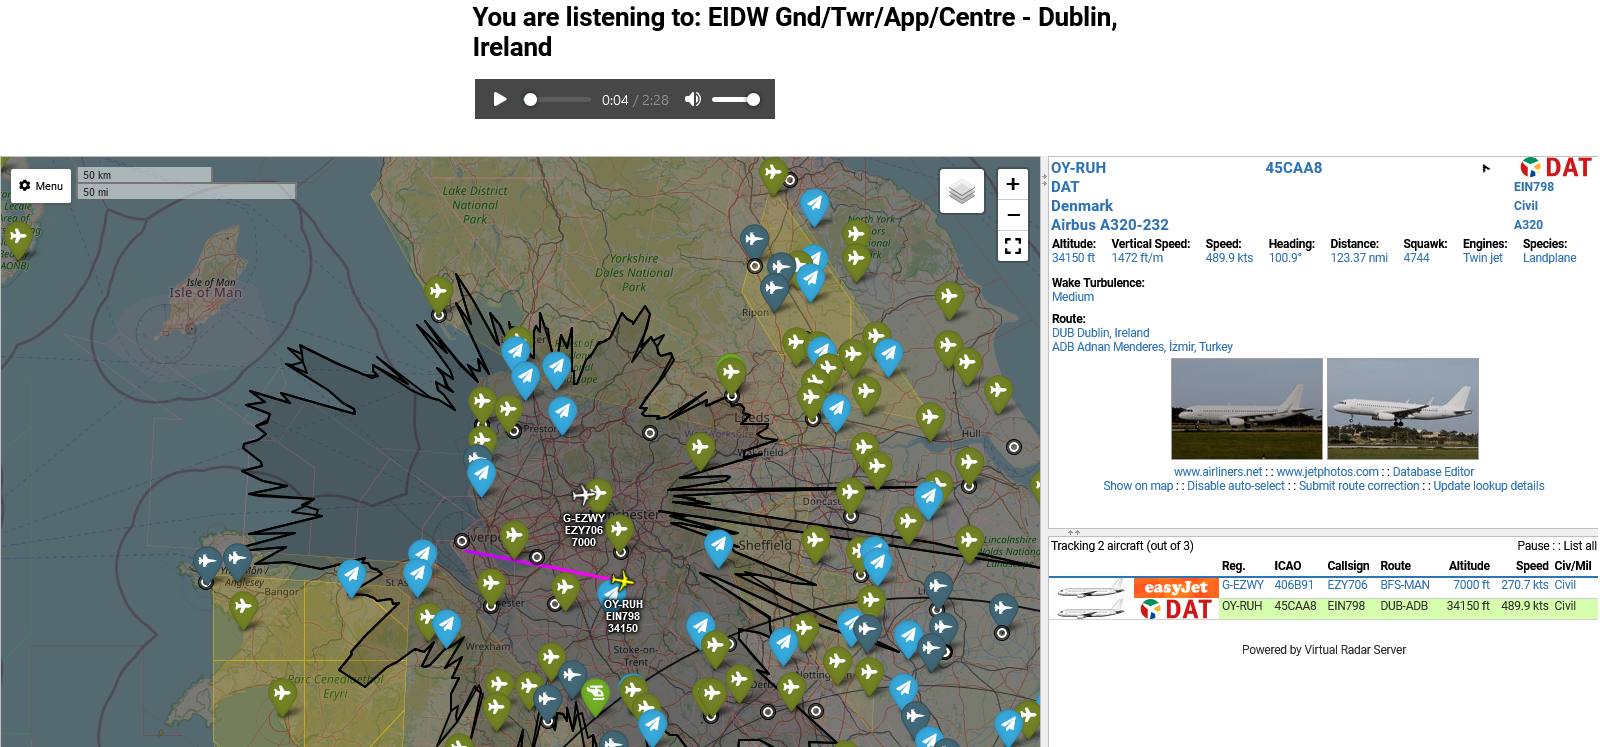 You are listening to: EIDW Gnd/Twr/App/Centre - Dublin,
Ireland
0:04 / 2:28
Menu
50 km
50 mi
+
−
Lake District
National
Park
Isle of Man
Isle of Man
Yorkshire
Dales National
Park
North York
Ripon
Leeds
Preston
Hull
Doncas
G-EZWY
EZY706
7000
Sheffield
Lincolnshire
Wolds National
Landscape
Anglesey
Bangor
St As
OY-RUH
EIN798
34150
Wrexham
Stoke-on-
Trent
Parc Cenedlaethol
Eryri
OY-RUH 45CAA8 DAT
DAT EIN798
Denmark Civil
Airbus A320-232 A320
Altitude: Vertical Speed: Speed: Heading: Distance: Squawk: Engines: Species:
34150 ft 1472 ft/m 489.9 kts 100.9° 123.37 nmi 4744 Twin jet Landplane
Wake Turbulence:
Medium
Route:
DUB Dublin, Ireland
ADB Adnan Menderes, İzmir, Turkey
www.airliners.net : : www.jetphotos.com : : Database Editor
Show on map : : Disable auto-select : : Submit route correction : : Update lookup details
Tracking 2 aircraft (out of 3) Pause : : List all
Reg. ICAO Callsign Route Altitude Speed Civ/Mil
easyJet G-EZWY 406B91 EZY706 BFS-MAN 7000 ft 270.7 kts Civil
DAT OY-RUH 45CAA8 EIN798 DUB-ADB 34150 ft 489.9 kts Civil
Powered by Virtual Radar Server